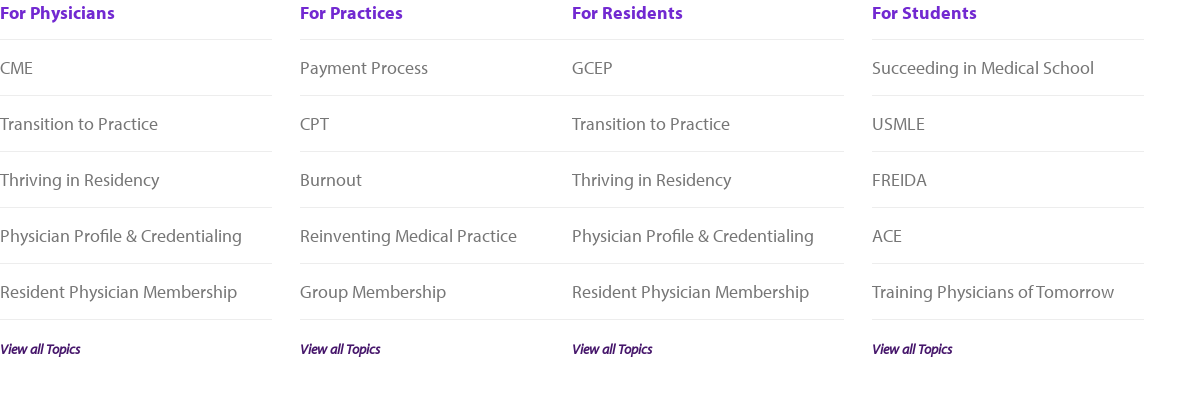 For Physicians
CME
Transition to Practice
Thriving in Residency
Physician Profile & Credentialing
Resident Physician Membership
View all Topics
For Practices
Payment Process
CPT
Burnout
Reinventing Medical Practice
Group Membership
View all Topics
For Residents
GCEP
Transition to Practice
Thriving in Residency
Physician Profile & Credentialing
Resident Physician Membership
View all Topics
For Students
Succeeding in Medical School
USMLE
FREIDA
ACE
Training Physicians of Tomorrow
View all Topics